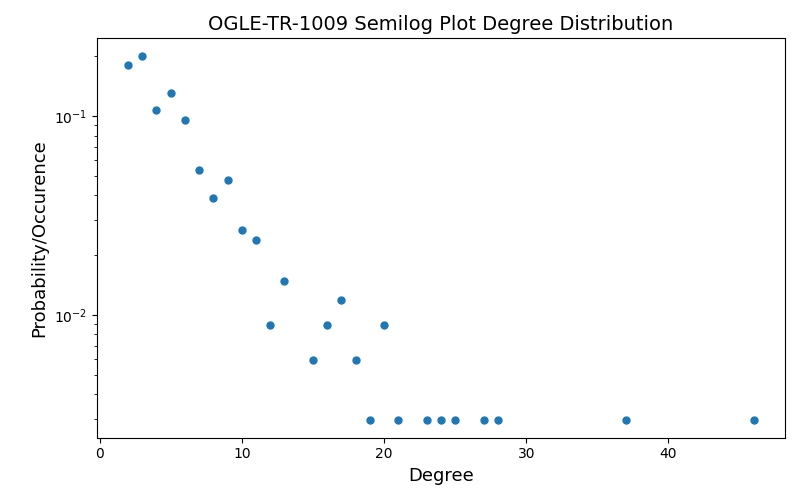 OGLE-TR-1009 Semilog Plot Degree Distribution
Probability/Occurence
10⁻¹
10⁻²
0 10 20 30 40
Degree